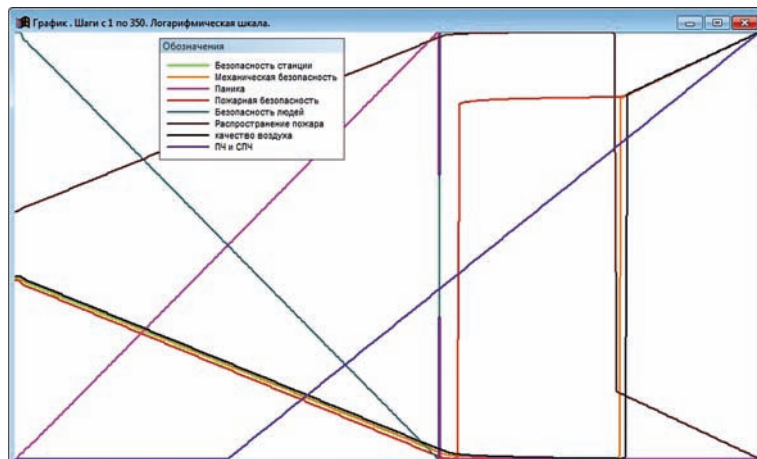 График . Шаги с 1 по 350. Логарифмическая шкала.
Обозначения
Безопасность станции
Механическая безопасность
Паника
Пожарная безопасность
Безопасность людей
Распространение пожара
качество воздуха
ПЧ и СПЧ